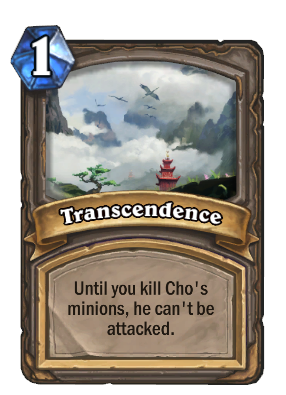 1
Transcendence
Until you kill Cho's
minions, he can't be
attacked.